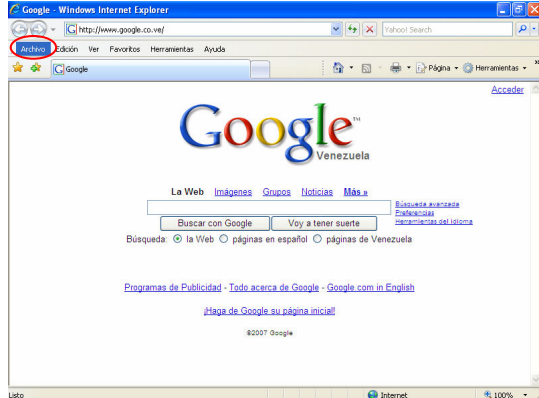 Google - Windows Internet Explorer
http://www.google.co.ve/ Yahoo! Search
Archivo Edición Ver Favoritos Herramientas Ayuda
Google Página Herramientas
Acceder
Google™
Venezuela
La Web Imágenes Grupos Noticias Más »
Búsqueda avanzada
Preferencias
Herramientas del idioma
Buscar con Google Voy a tener suerte
Búsqueda: la Web páginas en español páginas de Venezuela
Programas de Publicidad - Todo acerca de Google - Google.com in English
¡Haga de Google su página inicial!
©2007 Google
Listo Internet 100%